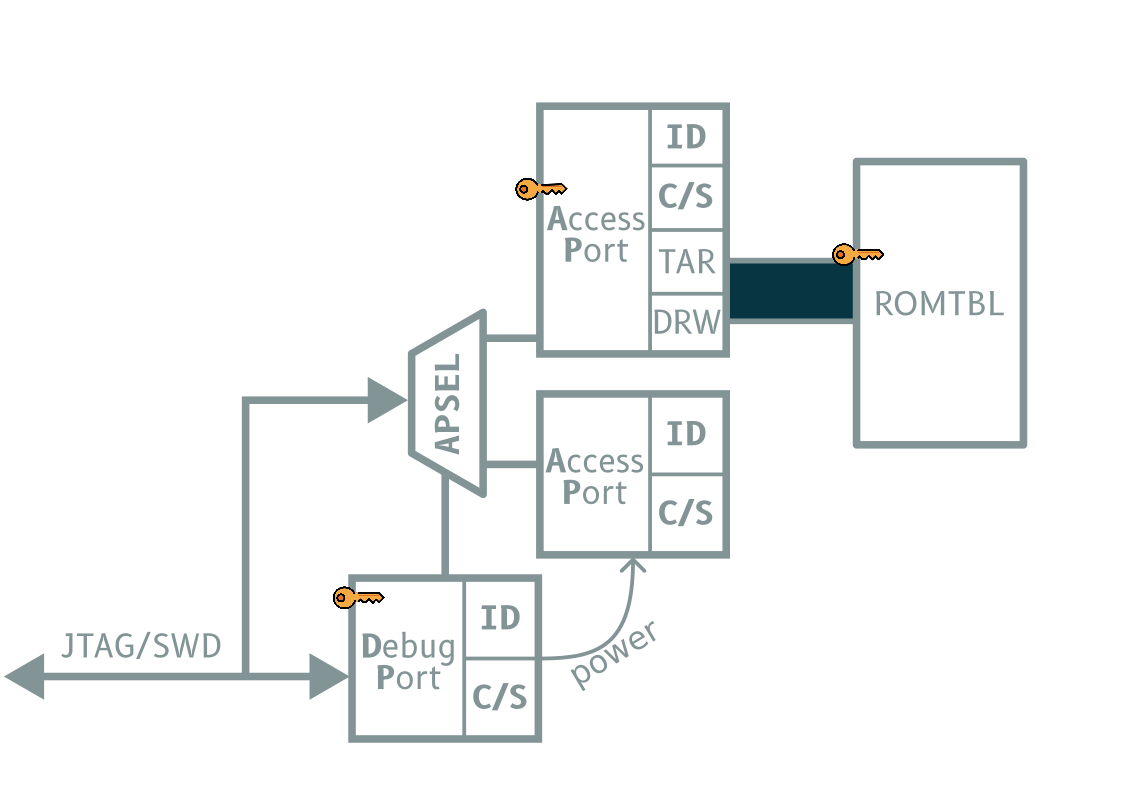 ID
C/S
Access
Port
TAR
DRW
ROMTBL
APSEL
ID
Access
Port
C/S
ID
JTAG/SWD
Debug
Port
C/S
power